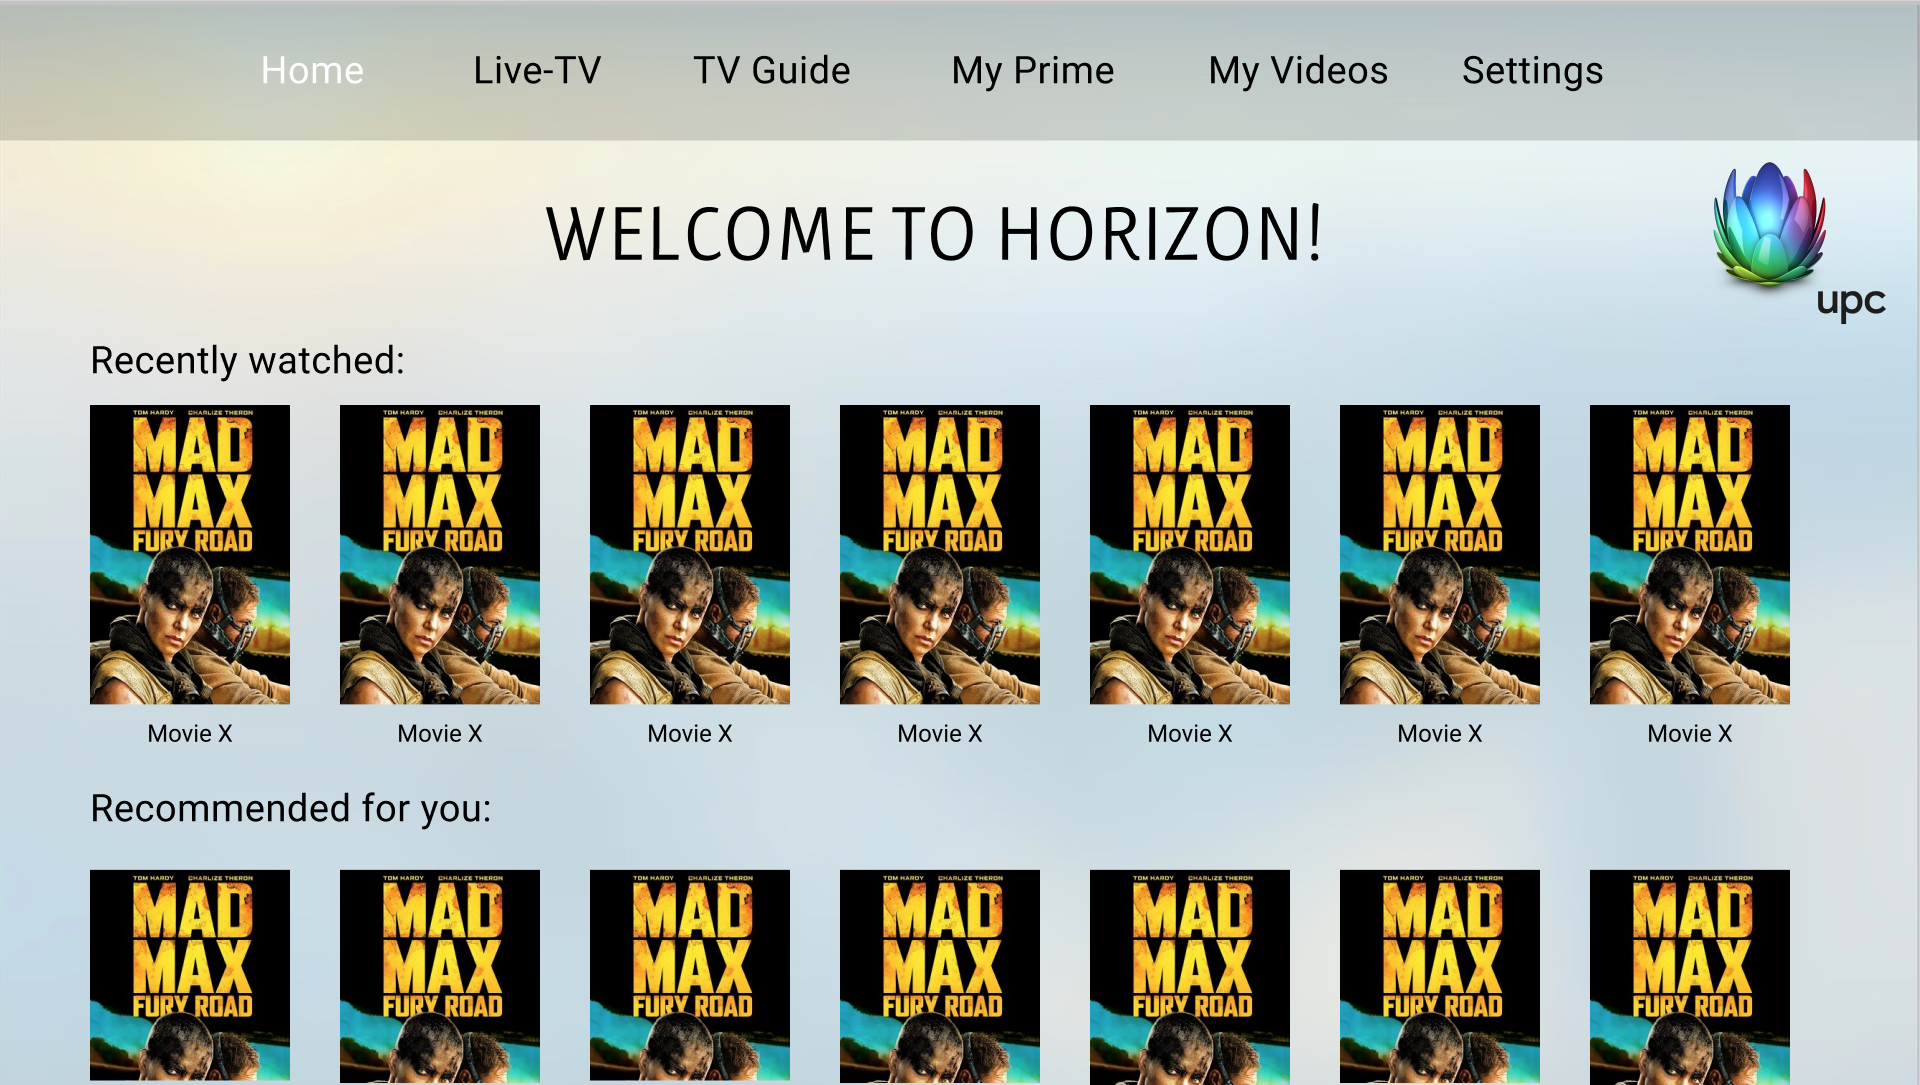 Home Live-TV TV Guide My Prime My Videos Settings
WELCOME TO HORIZON!
upc
Recently watched:
TOM HARDY CHARLIZE THERON TOM HARDY CHARLIZE THERON TOM HARDY CHARLIZE THERON TOM HARDY CHARLIZE THERON TOM HARDY CHARLIZE THERON TOM HARDY CHARLIZE THERON TOM HARDY CHARLIZE THERON
MAD MAD MAD MAD MAD MAD MAD
MAX MAX MAX MAX MAX MAX MAX
FURY ROAD FURY ROAD FURY ROAD FURY ROAD FURY ROAD FURY ROAD FURY ROAD
Movie X Movie X Movie X Movie X Movie X Movie X Movie X
Recommended for you:
TOM HARDY CHARLIZE THERON TOM HARDY CHARLIZE THERON TOM HARDY CHARLIZE THERON TOM HARDY CHARLIZE THERON TOM HARDY CHARLIZE THERON TOM HARDY CHARLIZE THERON TOM HARDY CHARLIZE THERON
MAD MAD MAD MAD MAD MAD MAD
MAX MAX MAX MAX MAX MAX MAX
FURY ROAD FURY ROAD FURY ROAD FURY ROAD FURY ROAD FURY ROAD FURY ROAD